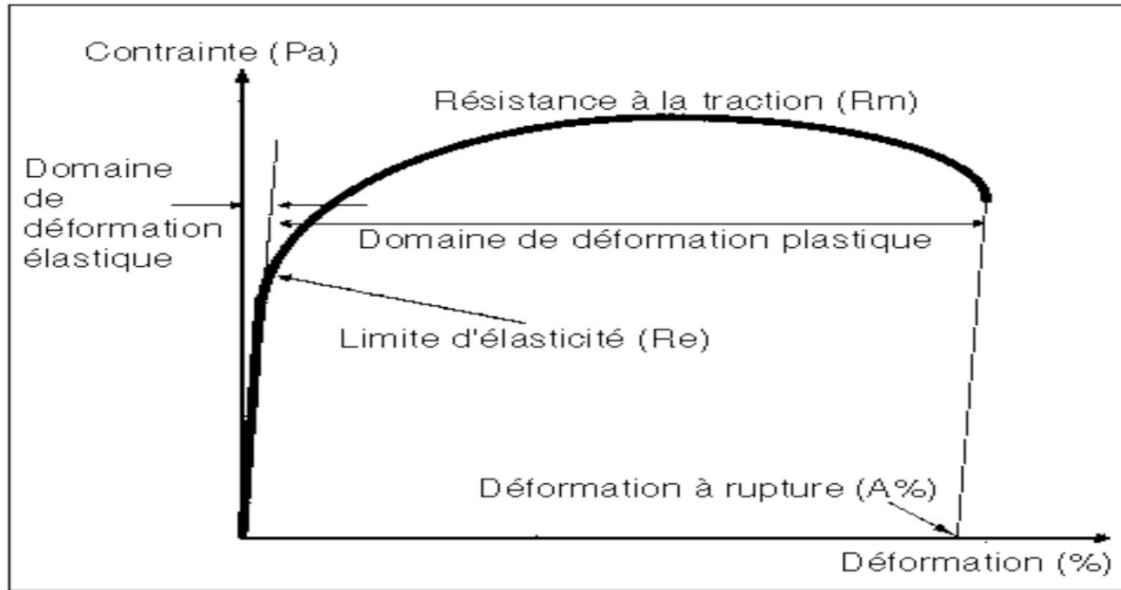 Contrainte (Pa)
Résistance à la traction (Rm)
Domaine
de
déformation
élastique
Domaine de déformation plastique
Limite d'élasticité (Re)
Déformation à rupture (A%)
Déformation (%)